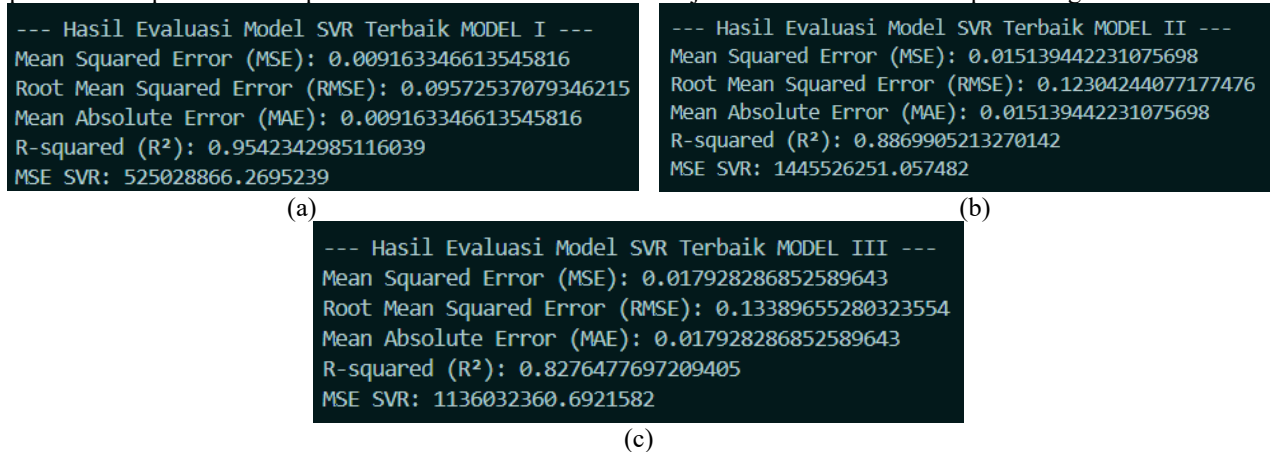 --- Hasil Evaluasi Model SVR Terbaik MODEL I ---
Mean Squared Error (MSE): 0.009163346613545816
Root Mean Squared Error (RMSE): 0.09572537079346215
Mean Absolute Error (MAE): 0.009163346613545816
R-squared (R²): 0.9542342985116039
MSE SVR: 525028866.2695239
(a)
--- Hasil Evaluasi Model SVR Terbaik MODEL II ---
Mean Squared Error (MSE): 0.015139442231075698
Root Mean Squared Error (RMSE): 0.12304244077177476
Mean Absolute Error (MAE): 0.015139442231075698
R-squared (R²): 0.8869905213270142
MSE SVR: 1445526251.057482
(b)
--- Hasil Evaluasi Model SVR Terbaik MODEL III ---
Mean Squared Error (MSE): 0.017928286852589643
Root Mean Squared Error (RMSE): 0.13389655280323554
Mean Absolute Error (MAE): 0.017928286852589643
R-squared (R²): 0.8276477697209405
MSE SVR: 1136032360.6921582
(c)